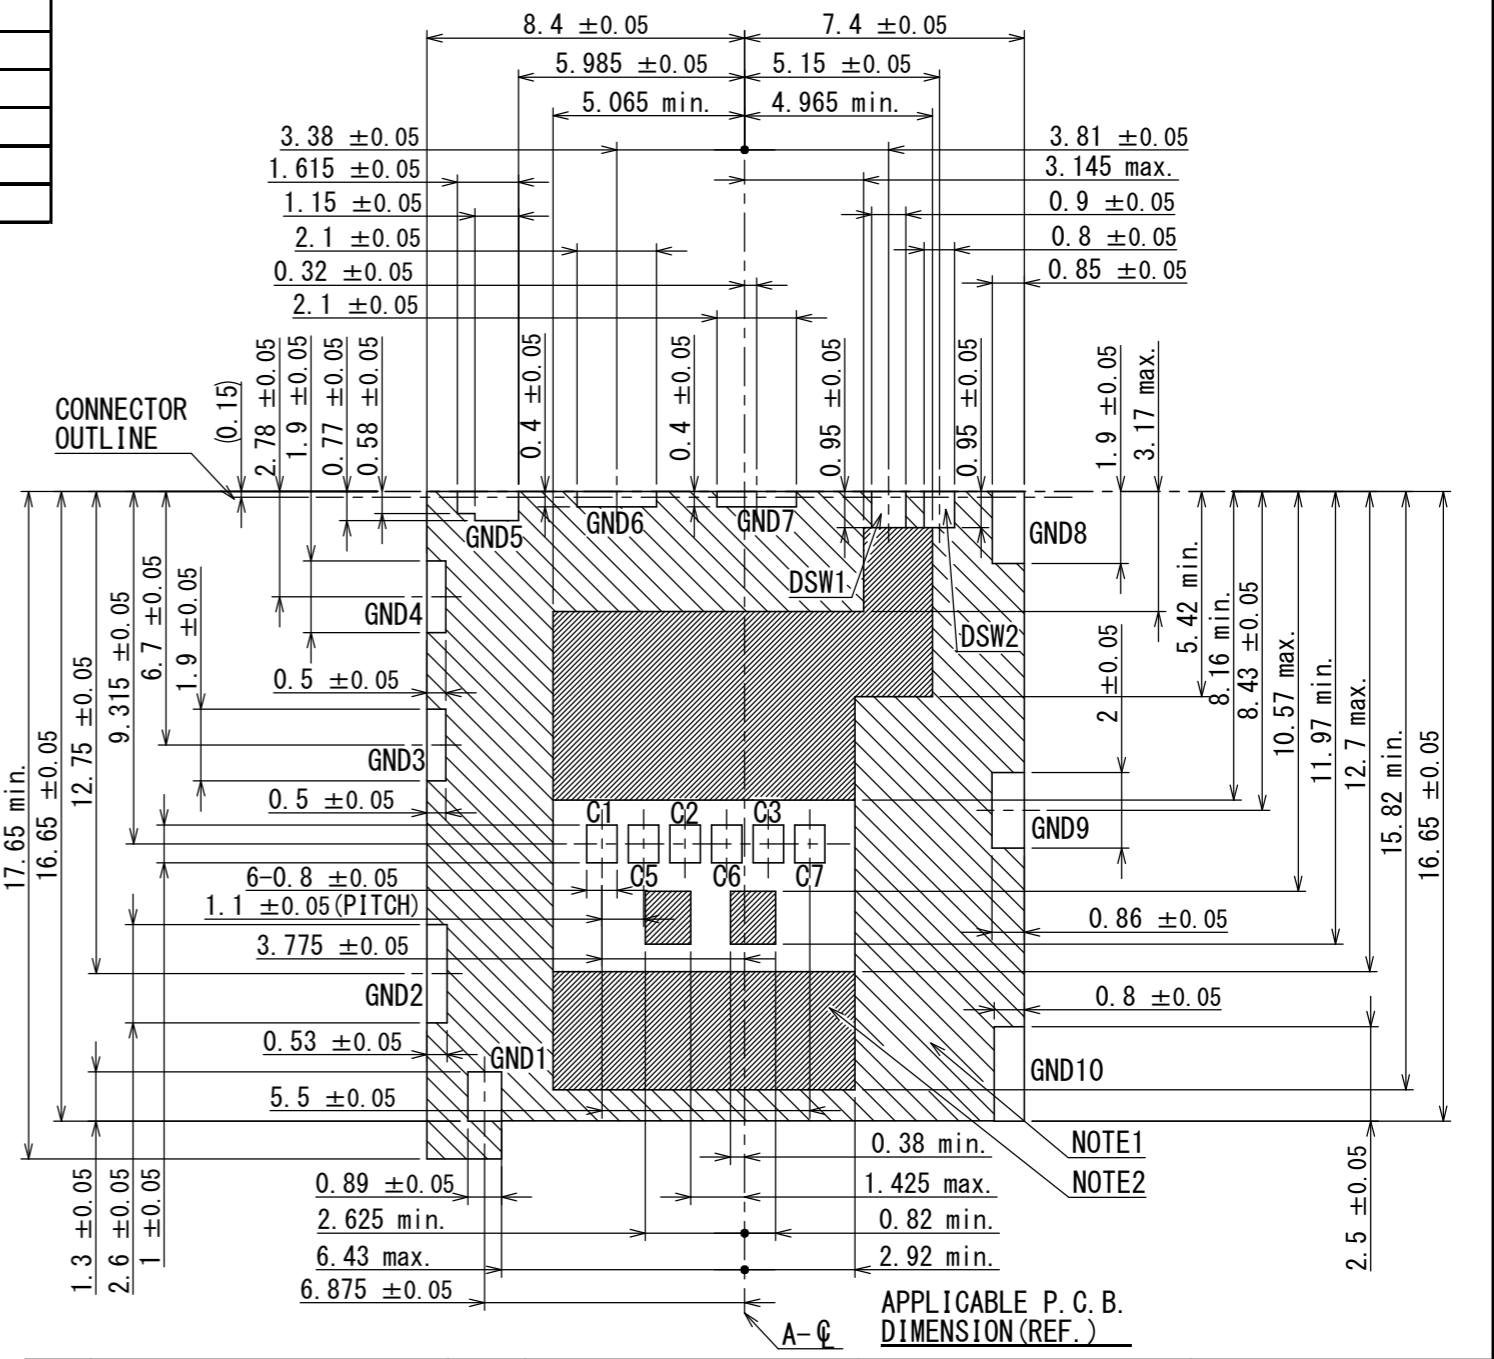 8.4 ±0.05
7.4 ±0.05
5.985 ±0.05
5.15 ±0.05
5.065 min.
4.965 min.
3.38 ±0.05
3.81 ±0.05
1.615 ±0.05
3.145 max.
1.15 ±0.05
0.9 ±0.05
2.1 ±0.05
0.8 ±0.05
0.32 ±0.05
0.85 ±0.05
2.1 ±0.05
CONNECTOR
OUTLINE
(0.15)
2.78 ±0.05
1.9 ±0.05
0.77 ±0.05
0.58 ±0.05
0.4 ±0.05
0.4 ±0.05
0.95 ±0.05
0.95 ±0.05
1.9 ±0.05
3.17 max.
GND5
GND6
GND7
GND8
DSW1
GND4
DSW2
17.65 min.
16.65 ±0.05
12.75 ±0.05
9.315 ±0.05
6.7 ±0.05
1.9 ±0.05
0.5 ±0.05
2 ±0.05
5.42 min.
8.16 min.
8.43 ±0.05
10.57 max.
11.97 min.
12.7 max.
15.82 min.
16.65 ±0.05
GND3
0.5 ±0.05
C1
C2
C3
GND9
6-0.8 ±0.05
C5
C6
C7
1.1 ±0.05(PITCH)
0.86 ±0.05
3.775 ±0.05
GND2
0.8 ±0.05
0.53 ±0.05
GND1
GND10
5.5 ±0.05
0.38 min.
NOTE1
0.89 ±0.05
1.425 max.
NOTE2
1.3 ±0.05
2.6 ±0.05
1 ±0.05
2.5 ±0.05
2.625 min.
0.82 min.
6.43 max.
2.92 min.
6.875 ±0.05
A-℄
APPLICABLE P.C.B.
DIMENSION(REF.)